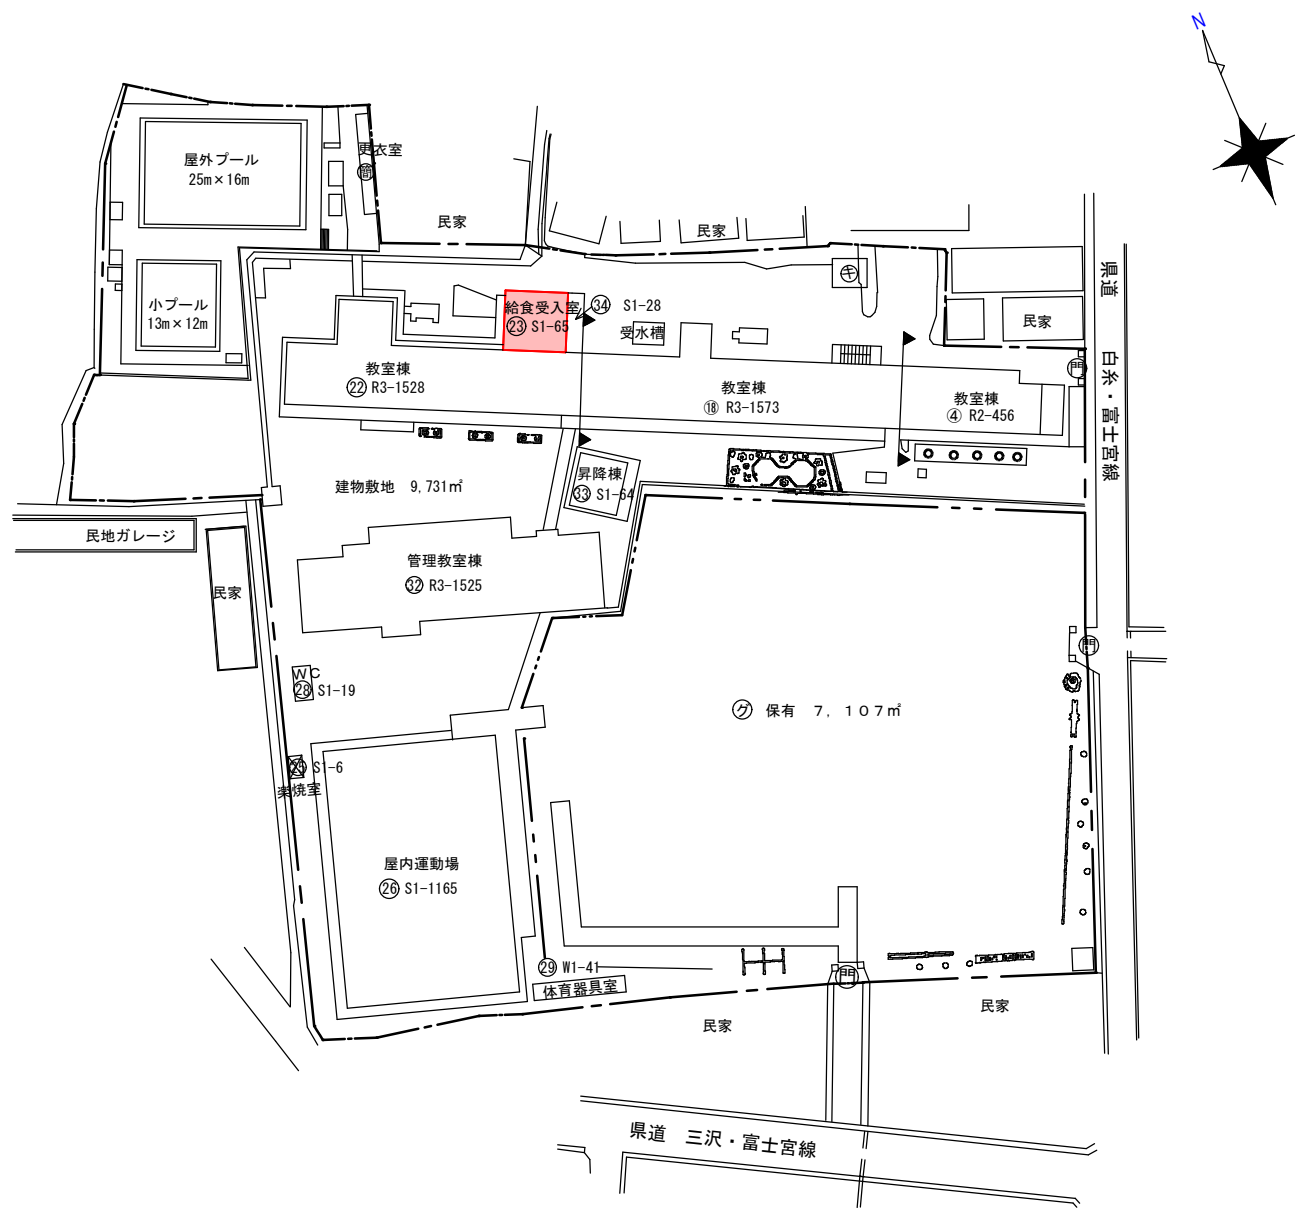 N
屋外プール
25m×16m
更衣室
民家
民家
小プール
13m×12m
給食受入室
㉓ S1-65
㉞ S1-28
受水槽
民家
門
県道 白糸・富士宮線
教室棟
㉒ R3-1528
教室棟
⑱ R3-1573
教室棟
④ R2-456
建物敷地 9,731㎡
昇降棟
㉝ S1-64
民地ガレージ
民家
管理教室棟
㉜ R3-1525
門
WC
㉘ S1-19
グ 保有 7,107㎡
㉕ S1-6
楽焼室
屋内運動場
㉖ S1-1165
㉙ W1-41
体育器具室
門
民家
民家
県道 三沢・富士宮線